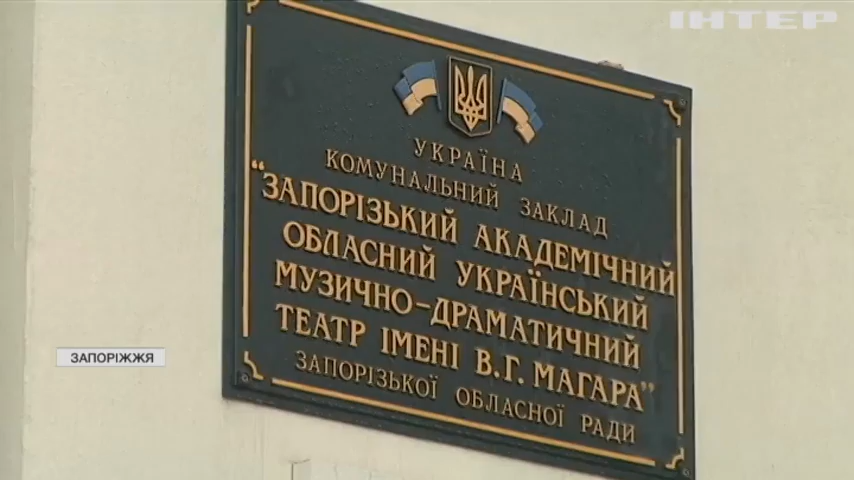 ІНТЕР
УКРАЇНА
КОМУНАЛЬНИЙ ЗАКЛАД
"ЗАПОРІЗЬКИЙ АКАДЕМІЧНИЙ
ОБЛАСНИЙ УКРАЇНСЬКИЙ
МУЗИЧНО-ДРАМАТИЧНИЙ
ТЕАТР ІМЕНІ В.Г. МАГАРА"
ЗАПОРІЗЬКОЇ ОБЛАСНОЇ РАДИ
ЗАПОРІЖЖЯ